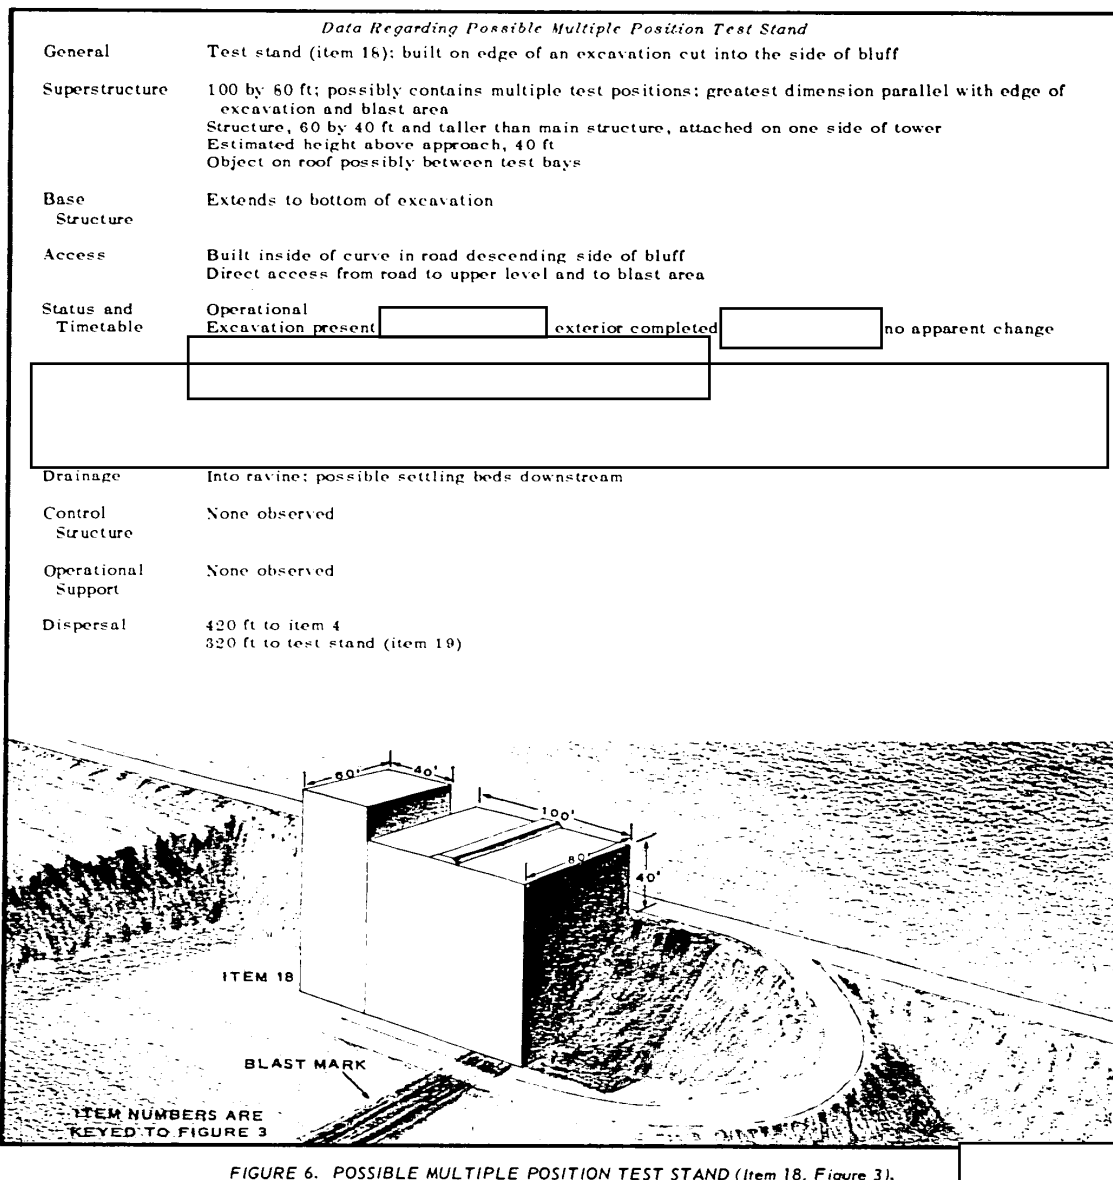 Data Regarding Possible Multiple Position Test Stand
General Test stand (item 18); built on edge of an excavation cut into the side of bluff
Superstructure 100 by 80 ft; possibly contains multiple test positions; greatest dimension parallel with edge of
excavation and blast area
Structure, 60 by 40 ft and taller than main structure, attached on one side of tower
Estimated height above approach, 40 ft
Object on roof possibly between test bays
Base Extends to bottom of excavation
Structure
Access Built inside of curve in road descending side of bluff
Direct access from road to upper level and to blast area
Status and Operational
Timetable Excavation present exterior completed no apparent change
Drainage Into ravine; possible settling beds downstream
Control None observed
Structure
Operational None observed
Support
Dispersal 420 ft to item 4
320 ft to test stand (item 19)
60'
40'
100'
80'
40'
ITEM 18
BLAST MARK
ITEM NUMBERS ARE
KEYED TO FIGURE 3
FIGURE 6. POSSIBLE MULTIPLE POSITION TEST STAND (Item 18, Figure 3).